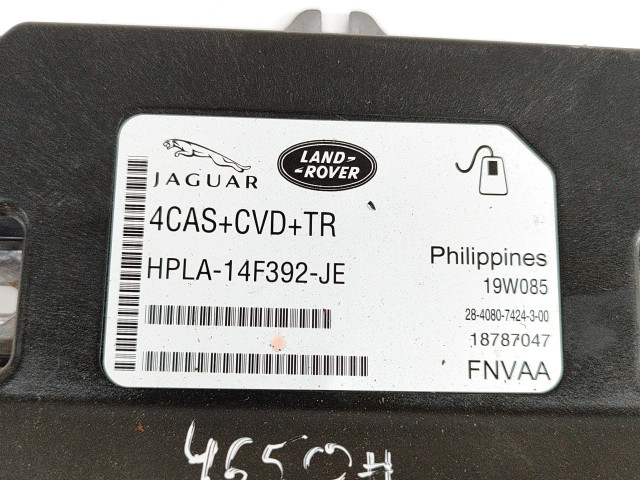 JAGUAR
LAND-
-ROVER
4CAS+CVD+TR
HPLA-14F392-JE
Philippines
19W085
28-4080-7424-3-00
18787047
FNVAA